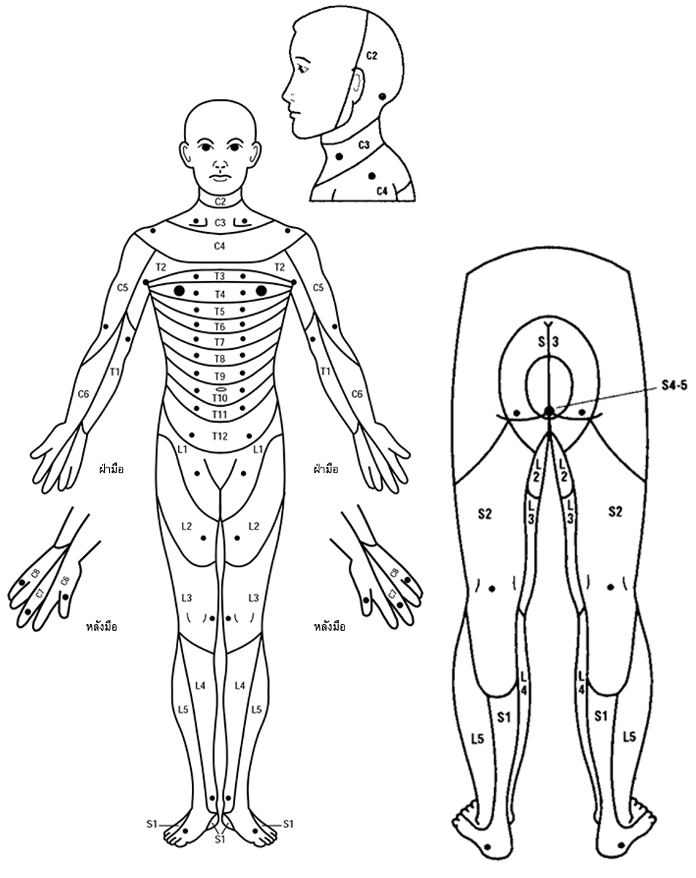 C2
C3
C4
C2
C3
C4
T2 T2
T3
C5 T4 C5
T5
T6
T7
T8
T1 T9 T1
C6 T10 C6
T11
T12
L1 L1
ฝ่ามือ ฝ่ามือ
L2 L2
C8 C7 C6
C6 C7 C8
หลังมือ หลังมือ
L3 L3
L4 L4
L5 L5
S1 S1
S1
S 3
S4-5
L2 L2
L3 L3
S2 S2
L4 L4
S1 S1
L5 L5